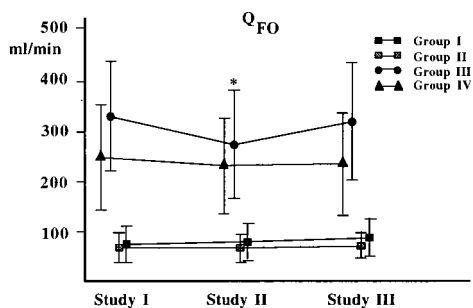 Q FO
500
ml/min
400
300
200
100
Group I
Group II
Group III
Group IV
*
Study I Study II Study III